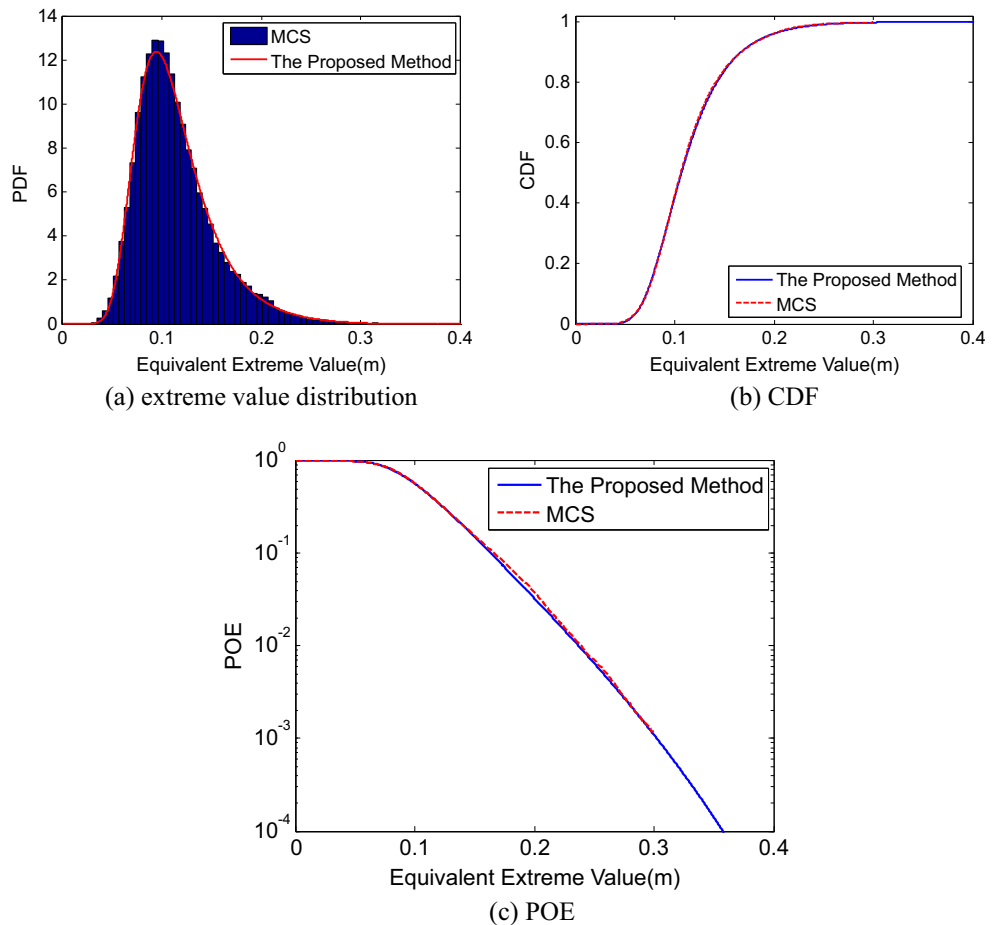 14
12
10
8
6
4
2
0
PDF
MCS
The Proposed Method
0 0.1 0.2 0.3 0.4
Equivalent Extreme Value(m)
(a) extreme value distribution
1
0.8
0.6
0.4
0.2
0
CDF
The Proposed Method
MCS
0 0.1 0.2 0.3 0.4
Equivalent Extreme Value(m)
(b) CDF
10^0
10^-1
10^-2
10^-3
10^-4
POE
The Proposed Method
MCS
0 0.1 0.2 0.3 0.4
Equivalent Extreme Value(m)
(c) POE